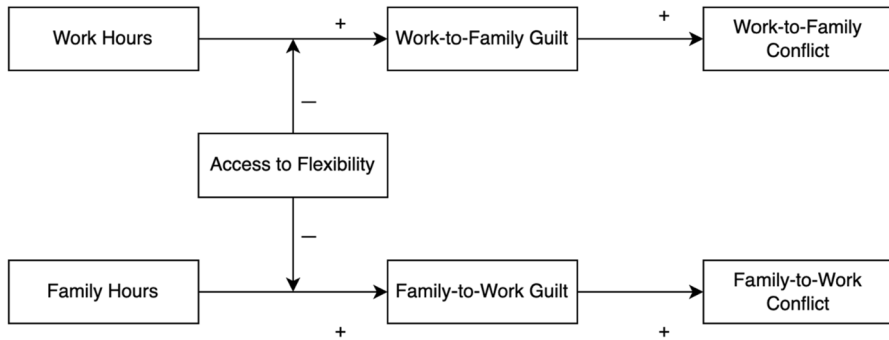 +
+
Work Hours
Work-to-Family Guilt
Work-to-Family
Conflict
—
Access to Flexibility
—
Family Hours
Family-to-Work Guilt
Family-to-Work
Conflict
+
+